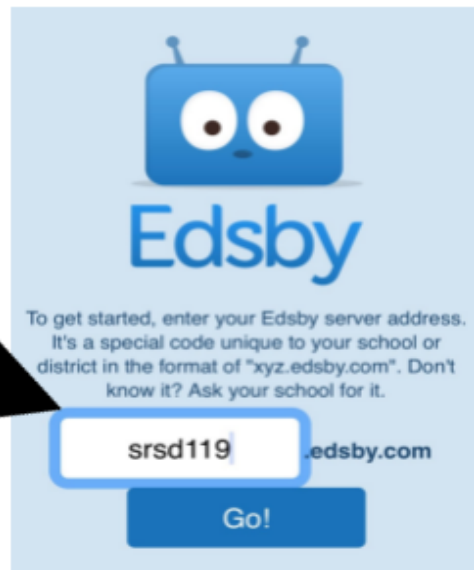 Edsby
To get started, enter your Edsby server address.
It's a special code unique to your school or
district in the format of "xyz.edsby.com". Don't
know it? Ask your school for it.
srsd119 .edsby.com
Go!